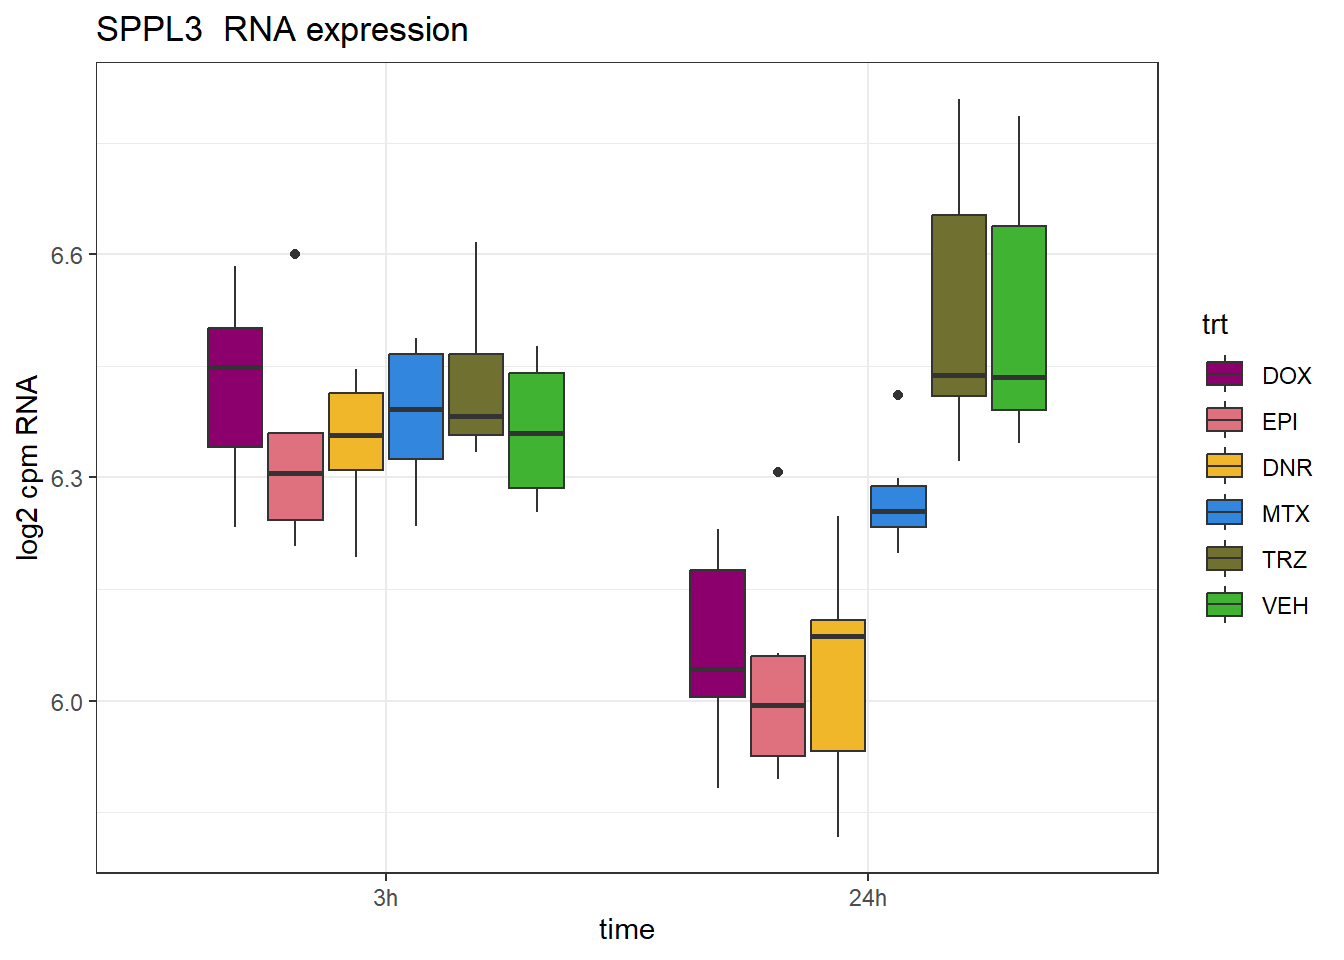 SPPL3  RNA expression
log2 cpm RNA
6.6
6.3
6.0
3h
24h
time
trt
DOX
EPI
DNR
MTX
TRZ
VEH